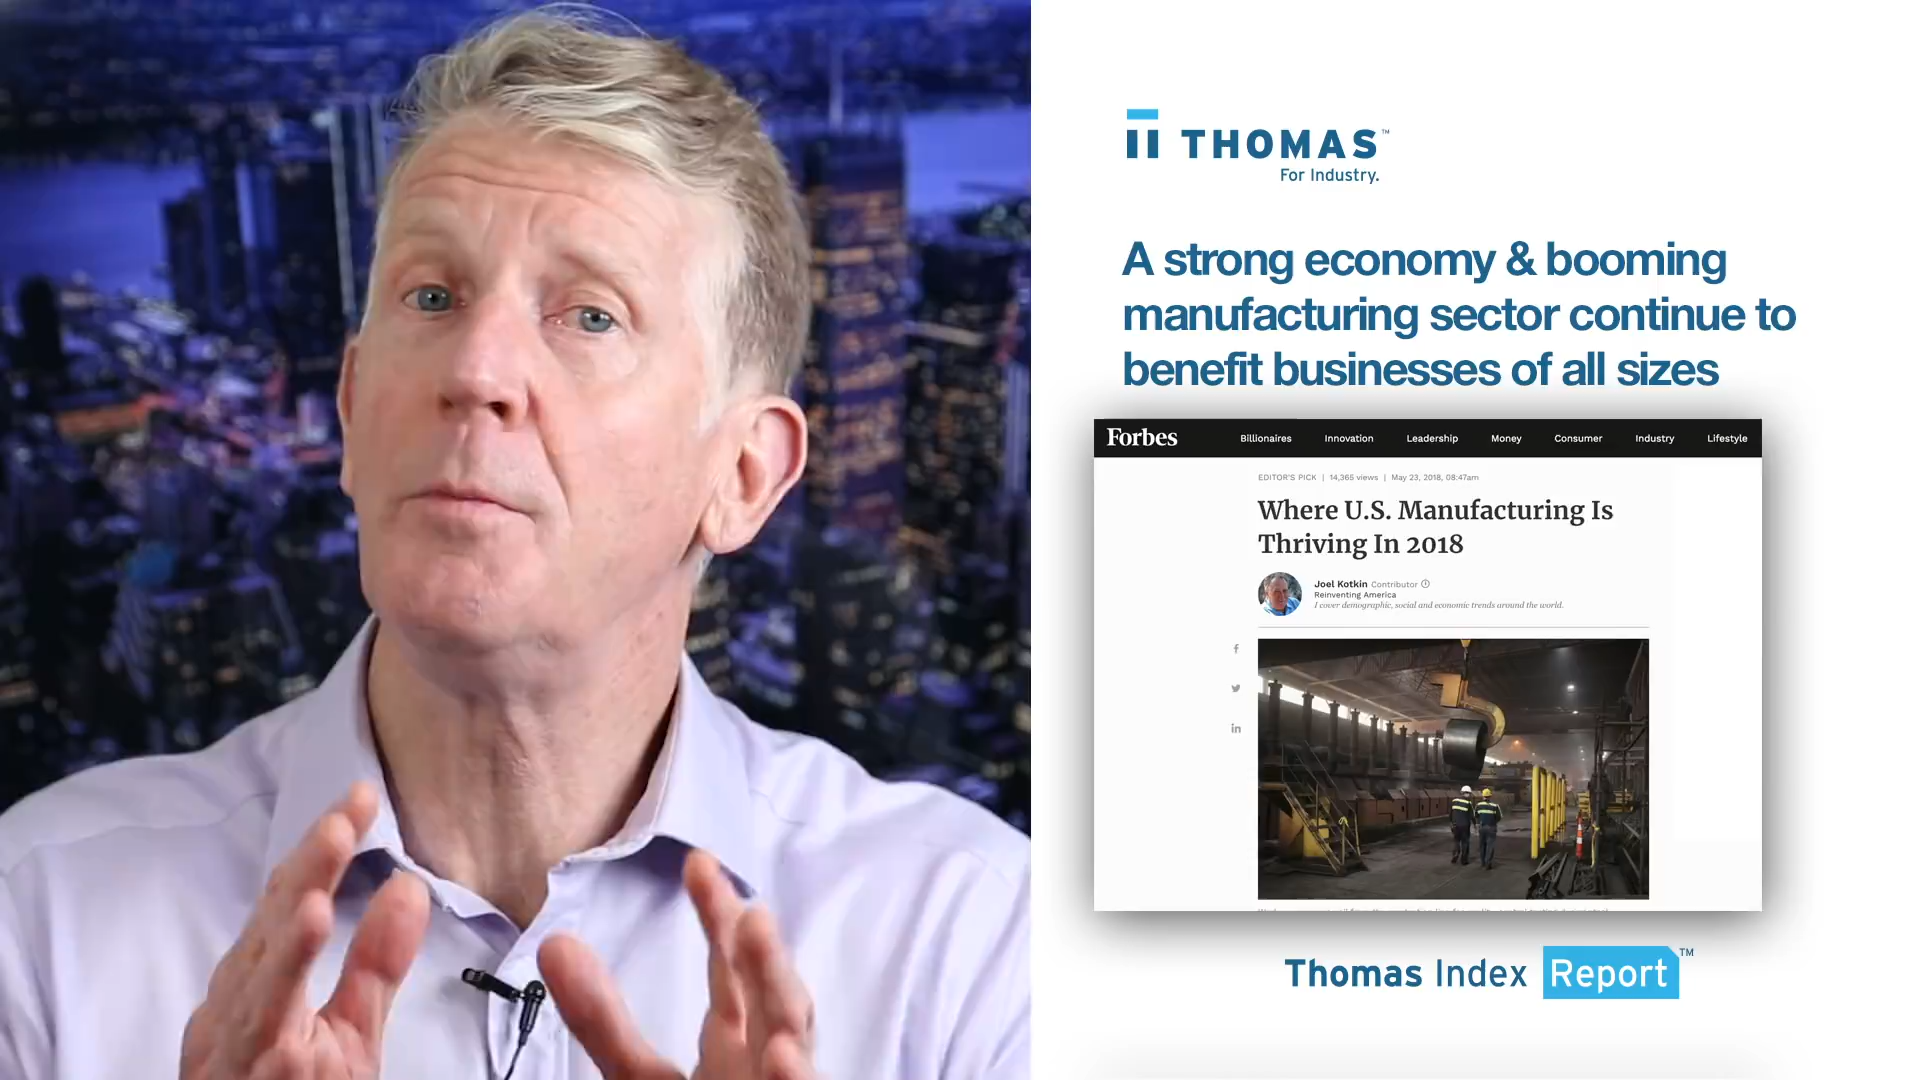 THOMAS™
For Industry.
A strong economy & booming
manufacturing sector continue to
benefit businesses of all sizes
Forbes Billionaires Innovation Leadership Money Consumer Industry Lifestyle
EDITOR'S PICK | 14,365 views | May 23, 2018, 08:47am
Where U.S. Manufacturing Is
Thriving In 2018
Joel Kotkin Contributor
Reinventing America
I cover demographic, social and economic trends around the world.
Thomas Index Report™